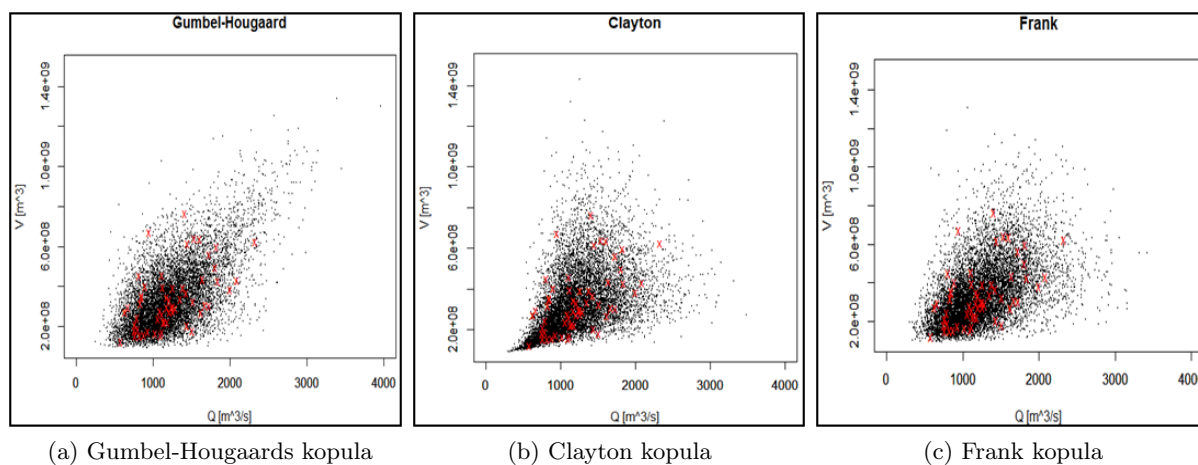 Gumbel-Hougaard
V [m^3]
2.0e+08 6.0e+08 1.0e+09 1.4e+09
0 1000 2000 3000 4000
Q [m^3/s]
(a) Gumbel-Hougaards kopula
Clayton
V [m^3]
2.0e+08 6.0e+08 1.0e+09 1.4e+09
0 1000 2000 3000 4000
Q [m^3/s]
(b) Clayton kopula
Frank
V [m^3]
2.0e+08 6.0e+08 1.0e+09 1.4e+09
0 1000 2000 3000 4000
Q [m^3/s]
(c) Frank kopula